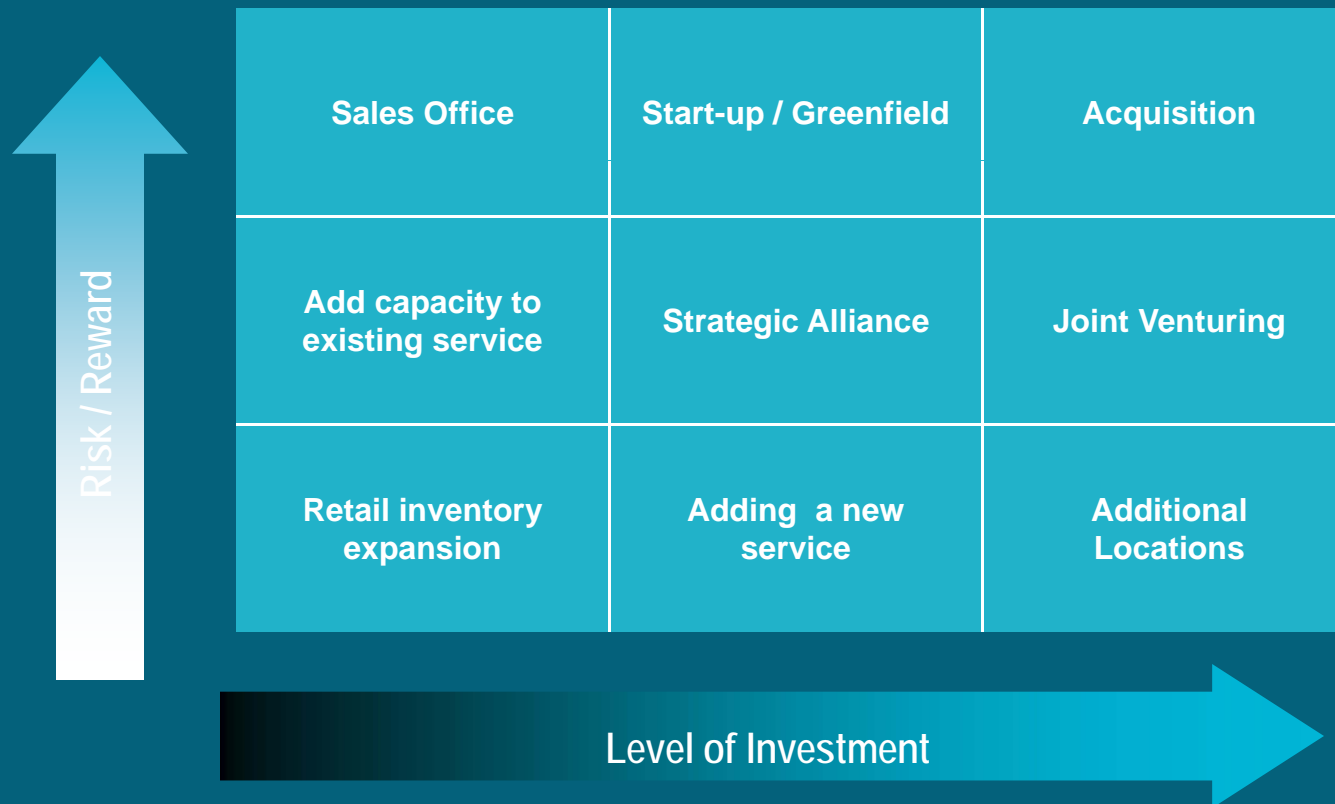 Sales Office
Start-up / Greenfield
Acquisition
Risk / Reward
Add capacity to
existing service
Strategic Alliance
Joint Venturing
Retail inventory
expansion
Adding  a new
service
Additional
Locations
Level of Investment